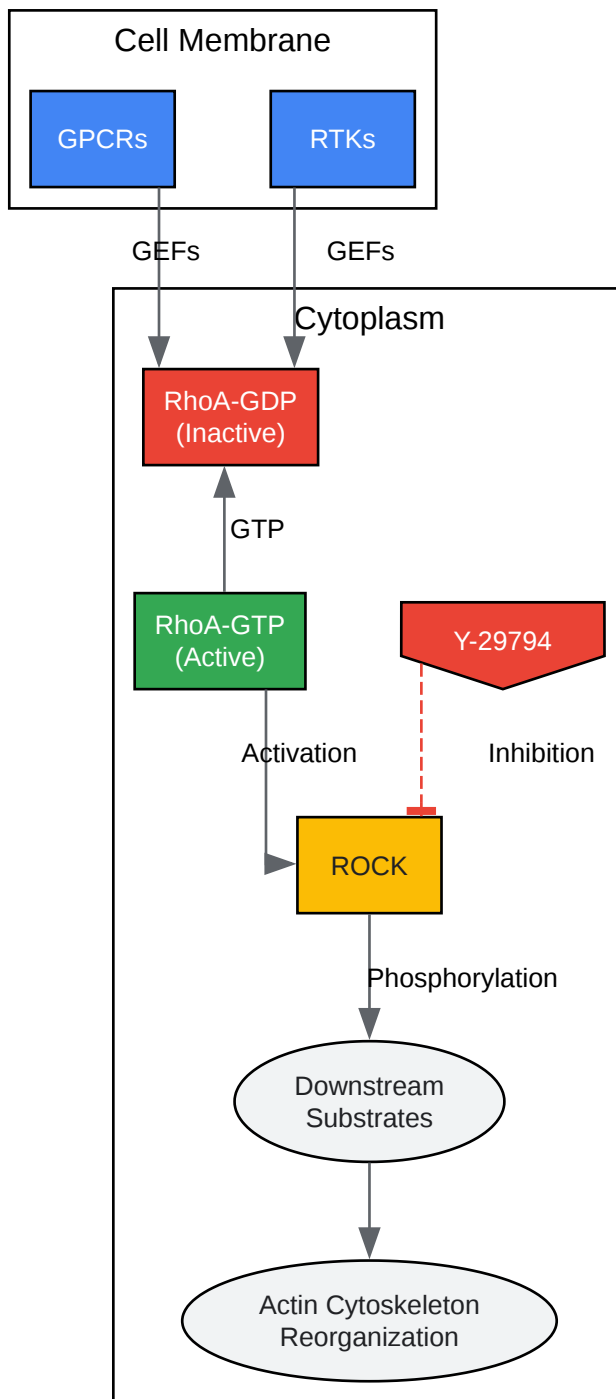 Cell Membrane
GPCRs
RTKs
GEFs
GEFs
Cytoplasm
RhoA-GDP
(Inactive)
GTP
RhoA-GTP
(Active)
Y-29794
Activation
Inhibition
ROCK
Phosphorylation
Downstream
Substrates
Actin Cytoskeleton
Reorganization